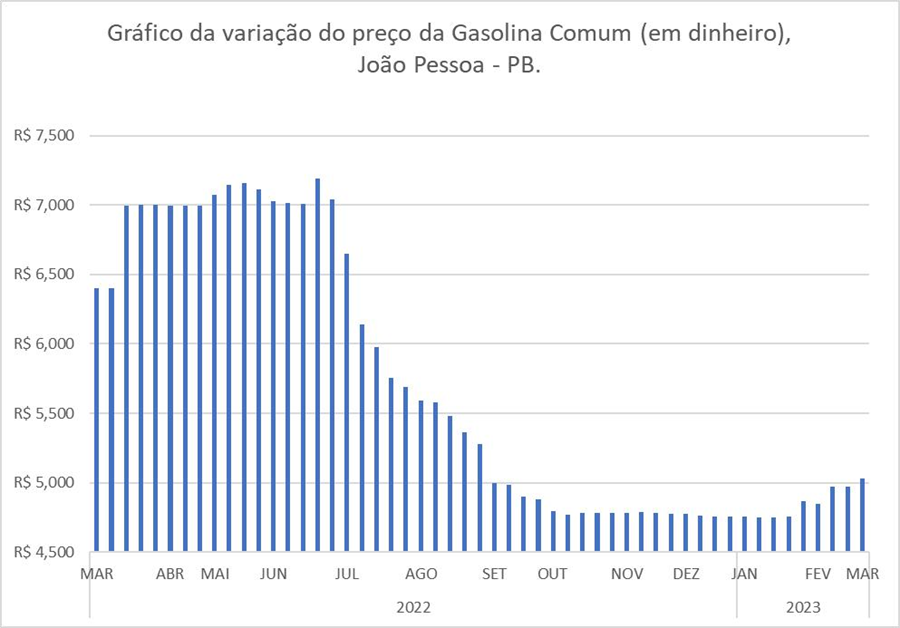 Gráfico da variação do preço da Gasolina Comum (em dinheiro),
João Pessoa - PB.
R$ 7,500
R$ 7,000
R$ 6,500
R$ 6,000
R$ 5,500
R$ 5,000
R$ 4,500
MAR ABR MAI JUN JUL AGO SET OUT NOV DEZ JAN FEV MAR
2022 2023